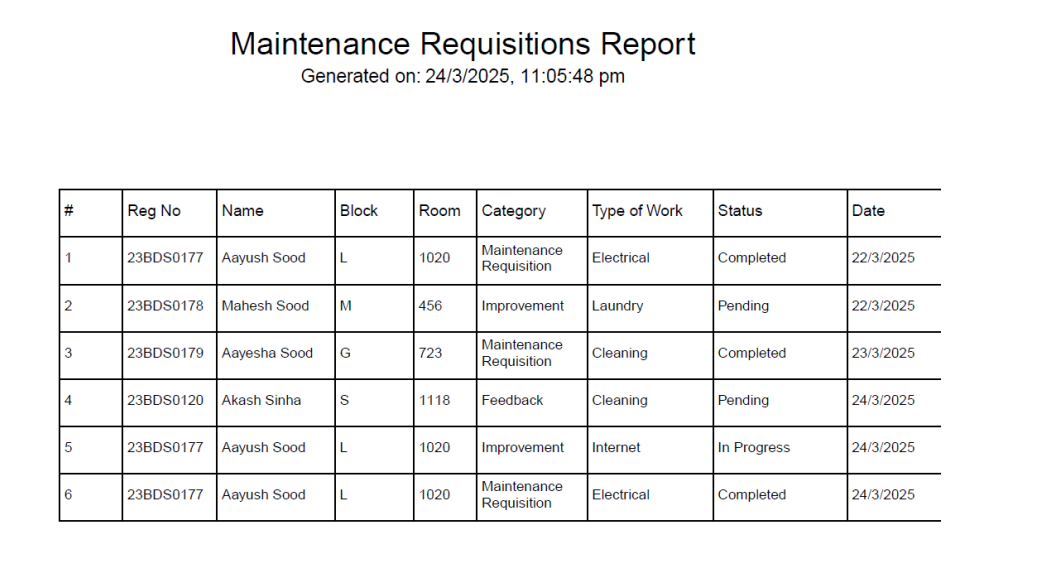 Maintenance Requisitions Report
Generated on: 24/3/2025, 11:05:48 pm
# Reg No Name Block Room Category Type of Work Status Date
1 23BDS0177 Aayush Sood L 1020 Maintenance Requisition Electrical Completed 22/3/2025
2 23BDS0178 Mahesh Sood M 456 Improvement Laundry Pending 22/3/2025
3 23BDS0179 Aayesha Sood G 723 Maintenance Requisition Cleaning Completed 23/3/2025
4 23BDS0120 Akash Sinha S 1118 Feedback Cleaning Pending 24/3/2025
5 23BDS0177 Aayush Sood L 1020 Improvement Internet In Progress 24/3/2025
6 23BDS0177 Aayush Sood L 1020 Maintenance Requisition Electrical Completed 24/3/2025